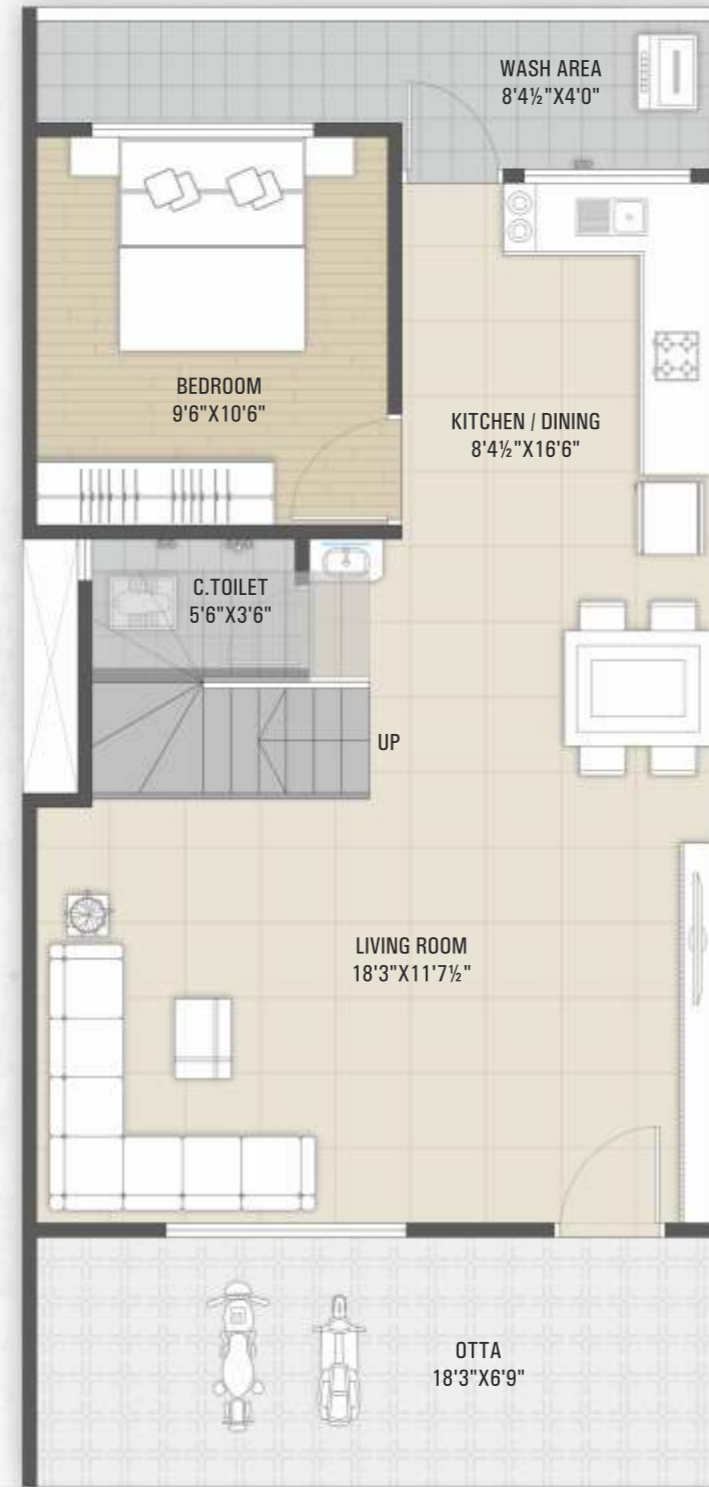 WASH AREA
8'4½"X4'0"
BEDROOM
9'6"X10'6"
KITCHEN / DINING
8'4½"X16'6"
C.TOILET
5'6"X3'6"
UP
LIVING ROOM
18'3"X11'7½"
OTTA
18'3"X6'9"